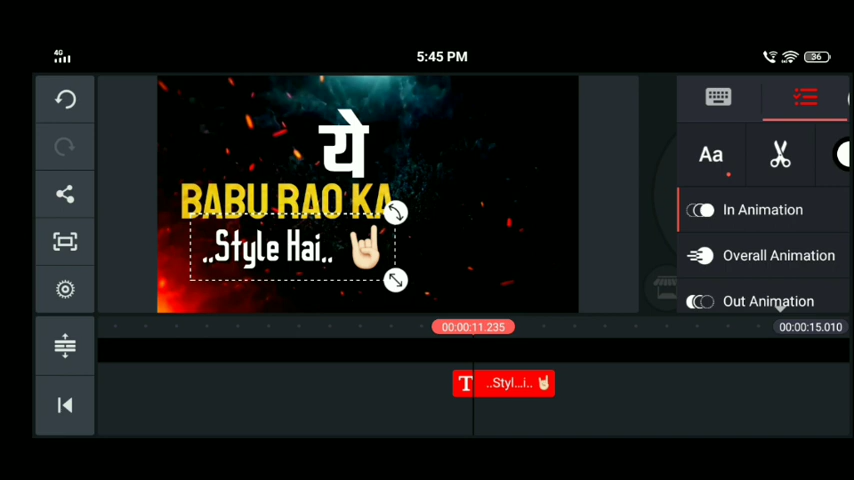 4G
5:45 PM
36
ये
BABU RAO KA
..Style Hai.. 🤘🏻
Aa
In Animation
Overall Animation
Out Animation
00:00:11.235
00:00:15.010
T ..Styl...i.. 🤘🏻